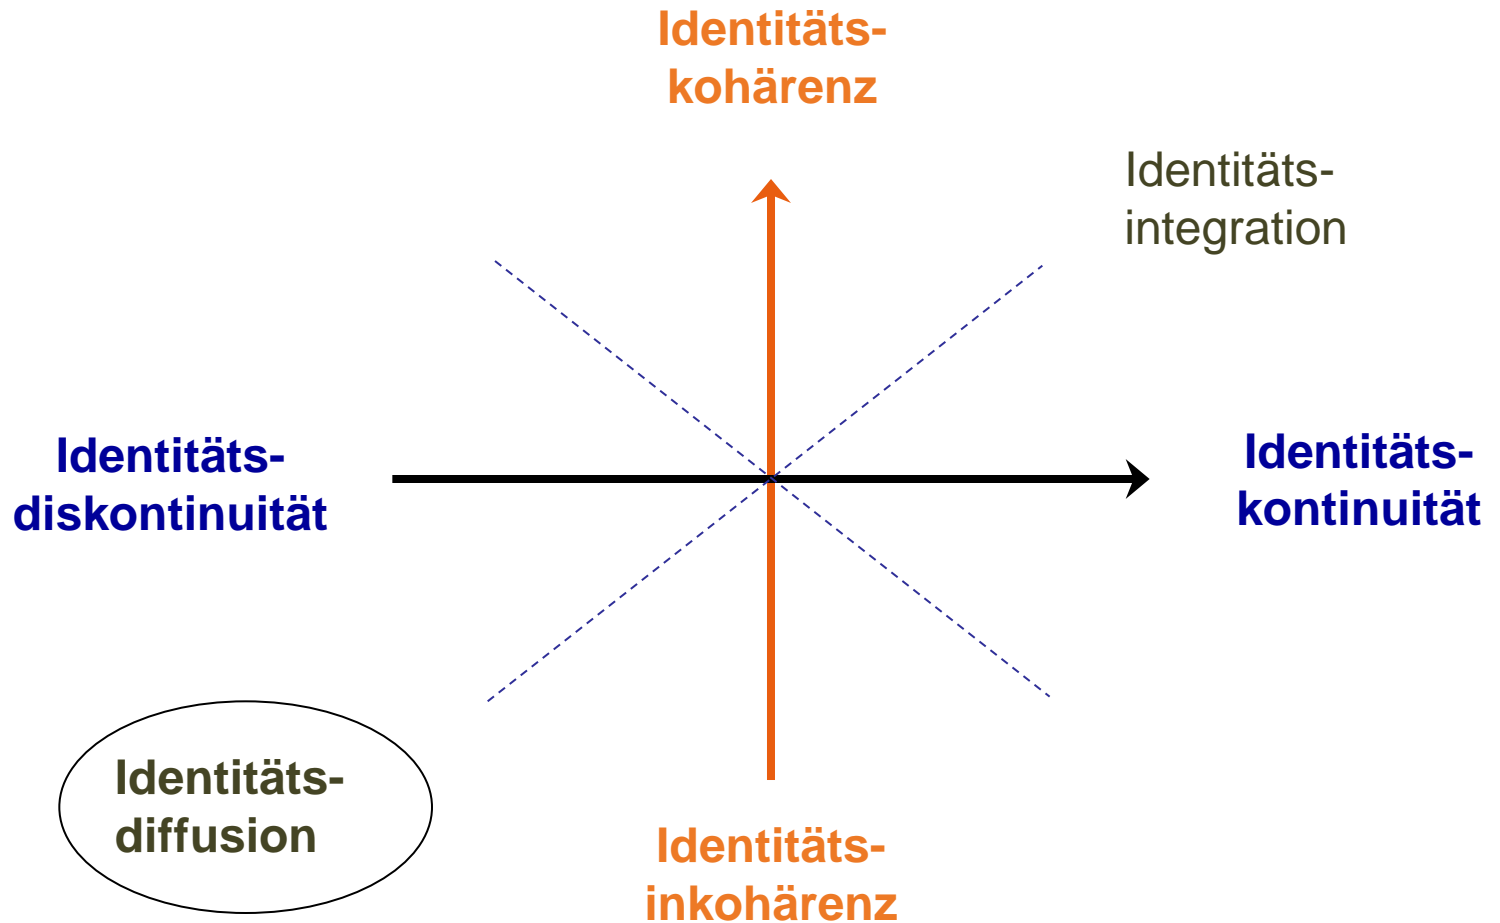 Identitäts-
kohärenz
Identitäts-
integration
Identitäts-
diskontinuität
Identitäts-
kontinuität
Identitäts-
diffusion
Identitäts-
inkohärenz